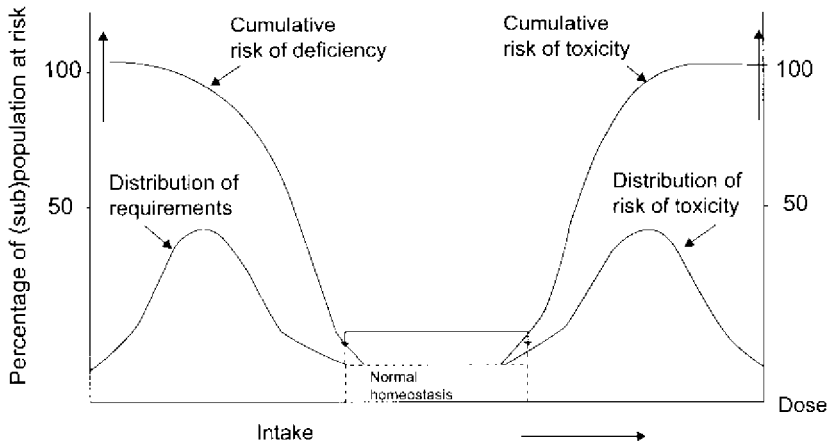 Percentage of (sub)population at risk
100
50
Cumulative
risk of deficiency
Distribution of
requirements
Cumulative
risk of toxicity
Distribution of
risk of toxicity
100
50
Normal
homeostasis
Dose
Intake